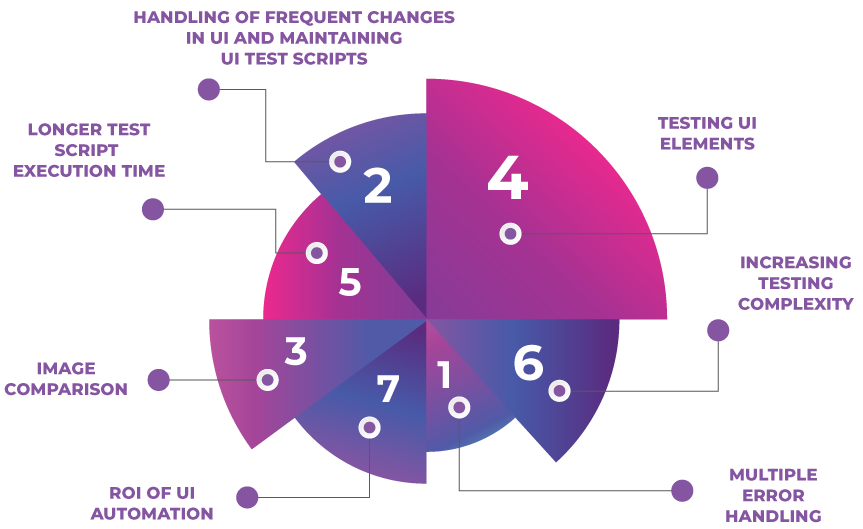 HANDLING OF FREQUENT CHANGES
IN UI AND MAINTAINING
UI TEST SCRIPTS
LONGER TEST
SCRIPT
EXECUTION TIME
TESTING UI
ELEMENTS
2
4
5
INCREASING
TESTING
COMPLEXITY
3
7
1
6
IMAGE
COMPARISON
ROI OF UI
AUTOMATION
MULTIPLE
ERROR
HANDLING